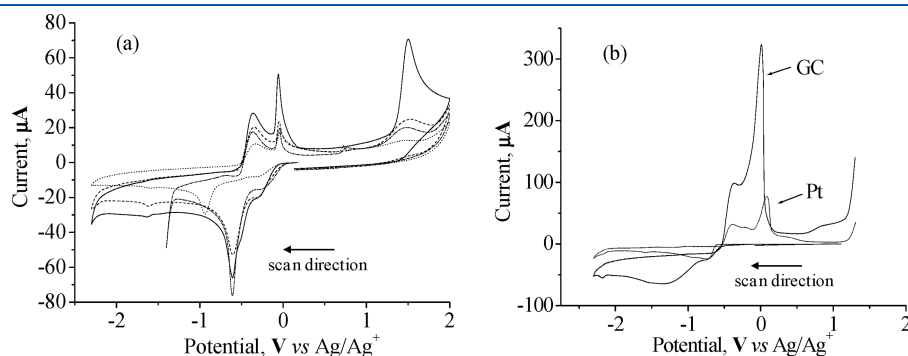 (a)
80
60
40
20
0
-20
-40
-60
-80
Current, μA
scan direction
-2
-1
0
1
2
Potential, V vs Ag/Ag⁺
(b)
300
200
100
0
-100
Current, μA
GC
Pt
scan direction
-2
-1
0
1
Potential, V vs Ag/Ag⁺